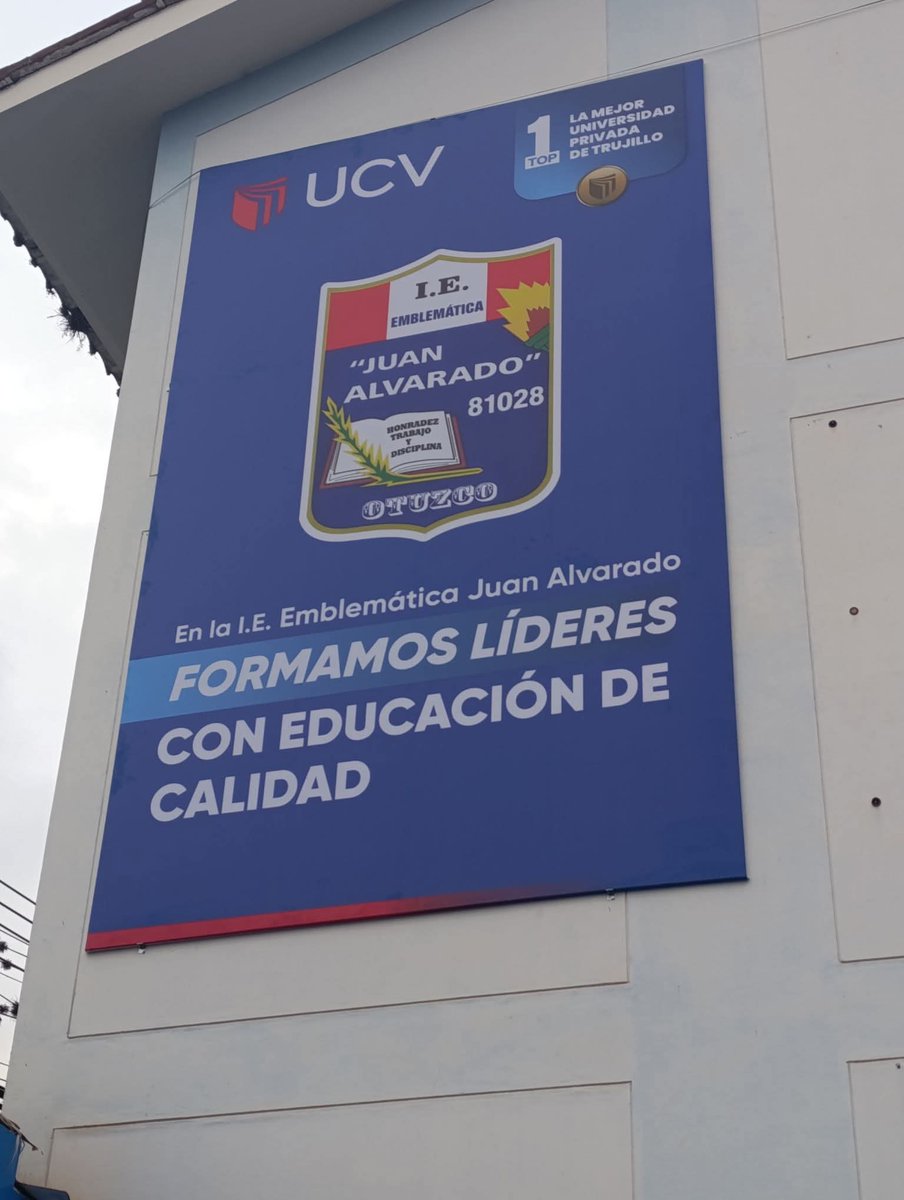 UCV
1
TOP
LA MEJOR
UNIVERSIDAD
PRIVADA
DE TRUJILLO
I.E.
EMBLEMÁTICA
"JUAN
ALVARADO"
81028
HONRADEZ
TRABAJO
Y
DISCIPLINA
OTUZCO
En la I.E. Emblemática Juan Alvarado
FORMAMOS LÍDERES
CON EDUCACIÓN DE
CALIDAD